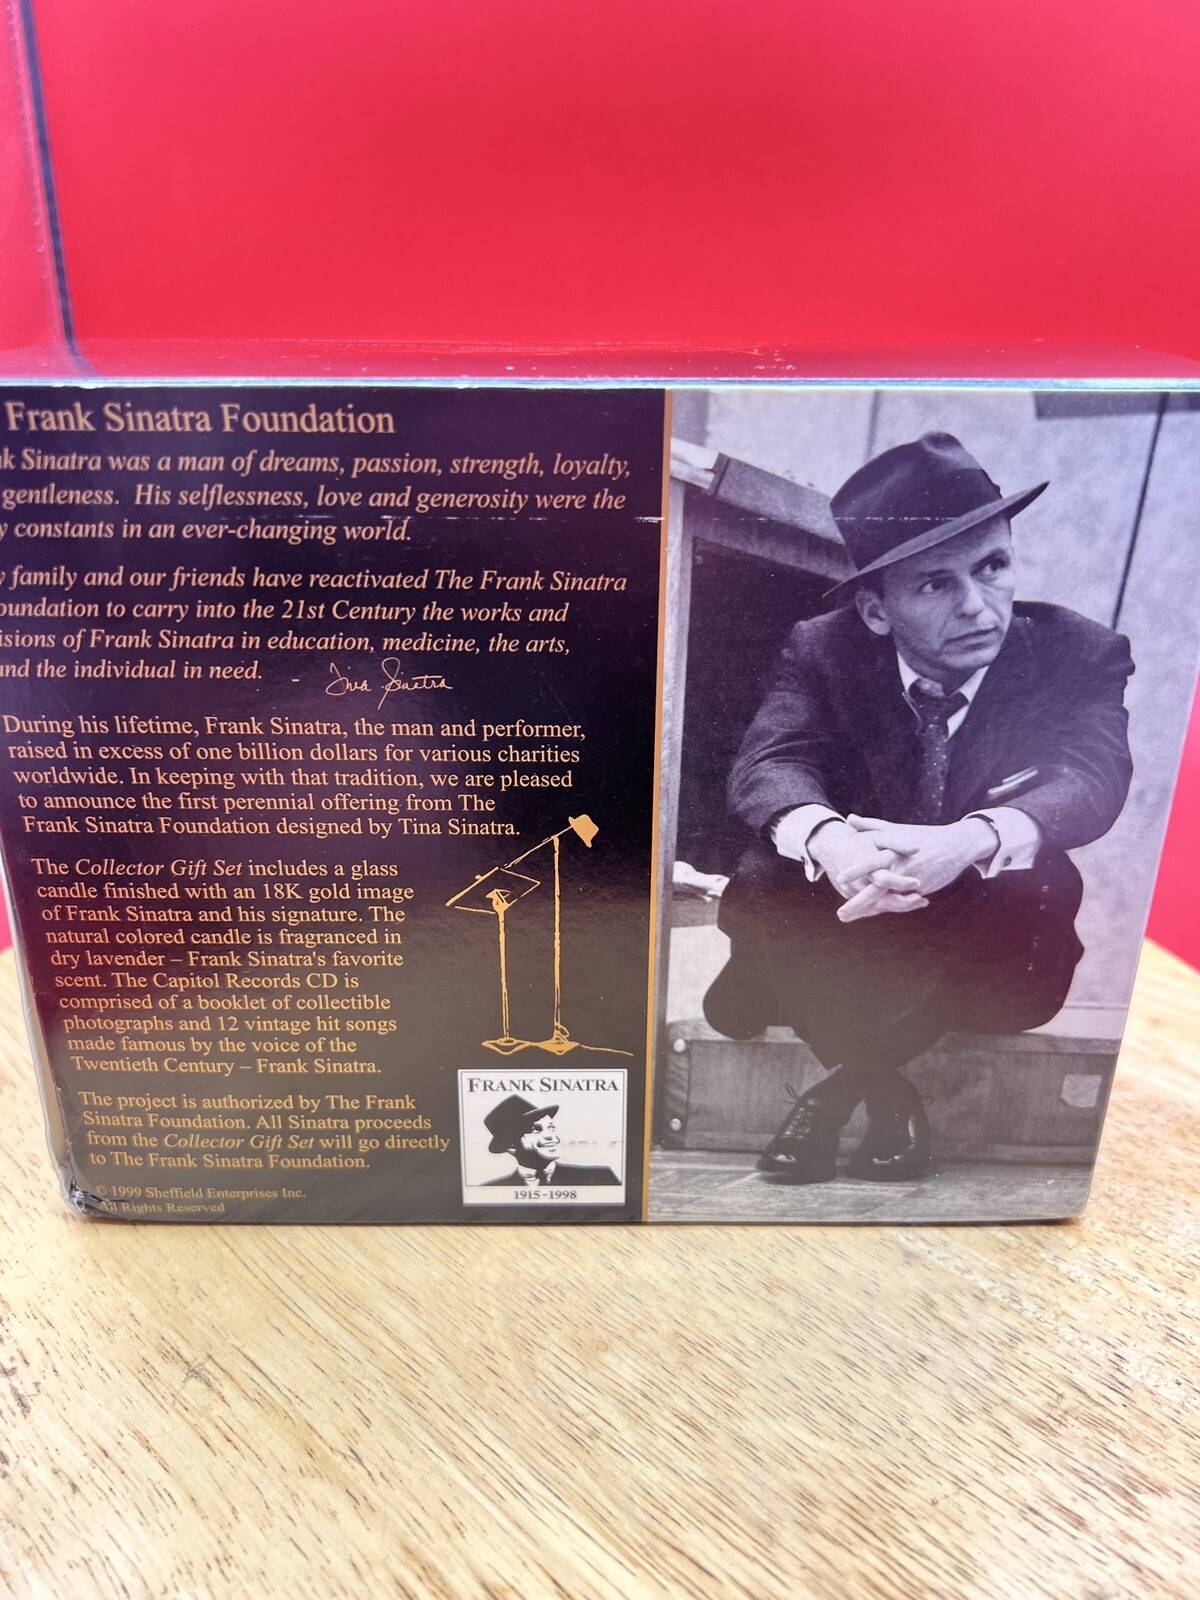 Frank Sinatra Foundation
Sinatra was a man of dreams, passion, strength, loyalty,
gentleness. His selflessness, love and generosity were the
constants in an ever-changing world.
family and our friends have reactivated The Frank Sinatra
oundation to carry into the 21st Century the works and
isions of Frank Sinatra in education, medicine, the arts,
and the individual in need. - Tina Sinatra
During his lifetime, Frank Sinatra, the man and performer,
raised in excess of one billion dollars for various charities
worldwide. In keeping with that tradition, we are pleased
to announce the first perennial offering from The
Frank Sinatra Foundation designed by Tina Sinatra.
The Collector Gift Set includes a glass
candle finished with an 18K gold image
of Frank Sinatra and his signature. The
natural colored candle is fragranced in
dry lavender – Frank Sinatra's favorite
scent. The Capitol Records CD is
comprised of a booklet of collectible
photographs and 12 vintage hit songs
made famous by the voice of the
Twentieth Century – Frank Sinatra.
The project is authorized by The Frank
Sinatra Foundation. All Sinatra proceeds
from the Collector Gift Set will go directly
to The Frank Sinatra Foundation.
© 1999 Sheffield Enterprises Inc.
All Rights Reserved
FRANK SINATRA
1915-1998